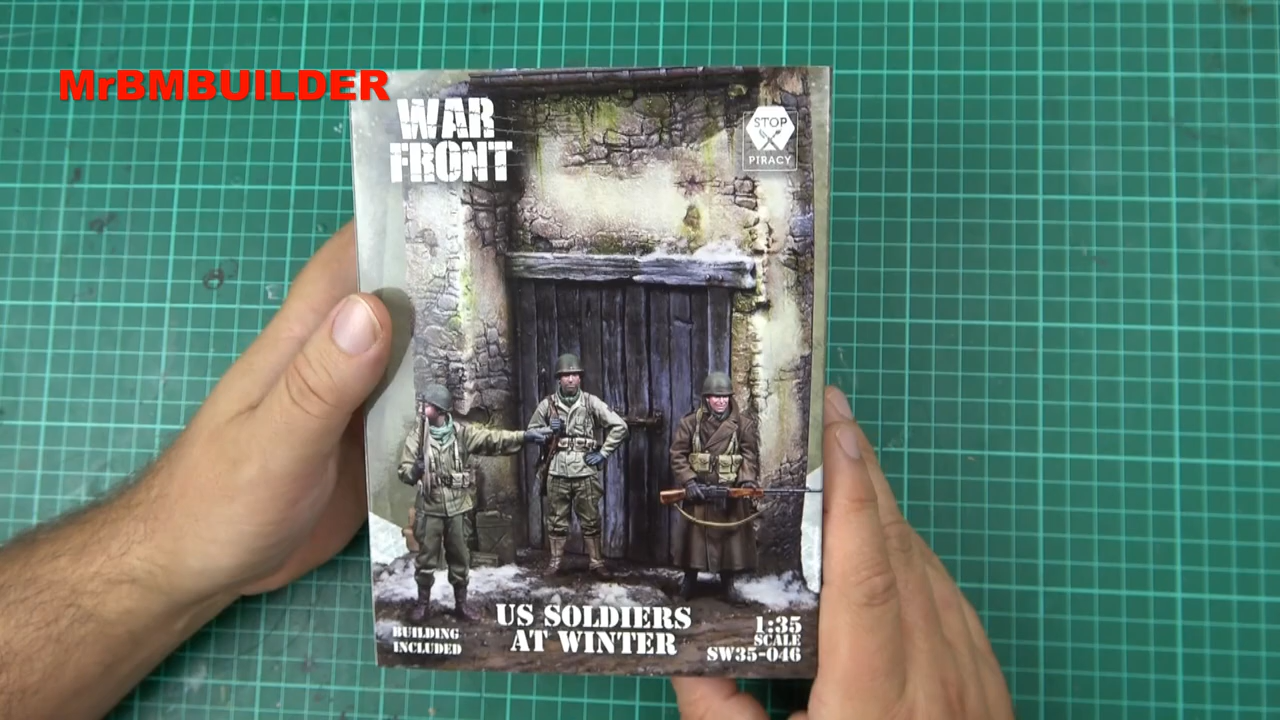 MrBMBUILDER
WAR
FRONT
STOP
PIRACY
US SOLDIERS
AT WINTER
BUILDING
INCLUDED
1:35
SCALE
SW35-046